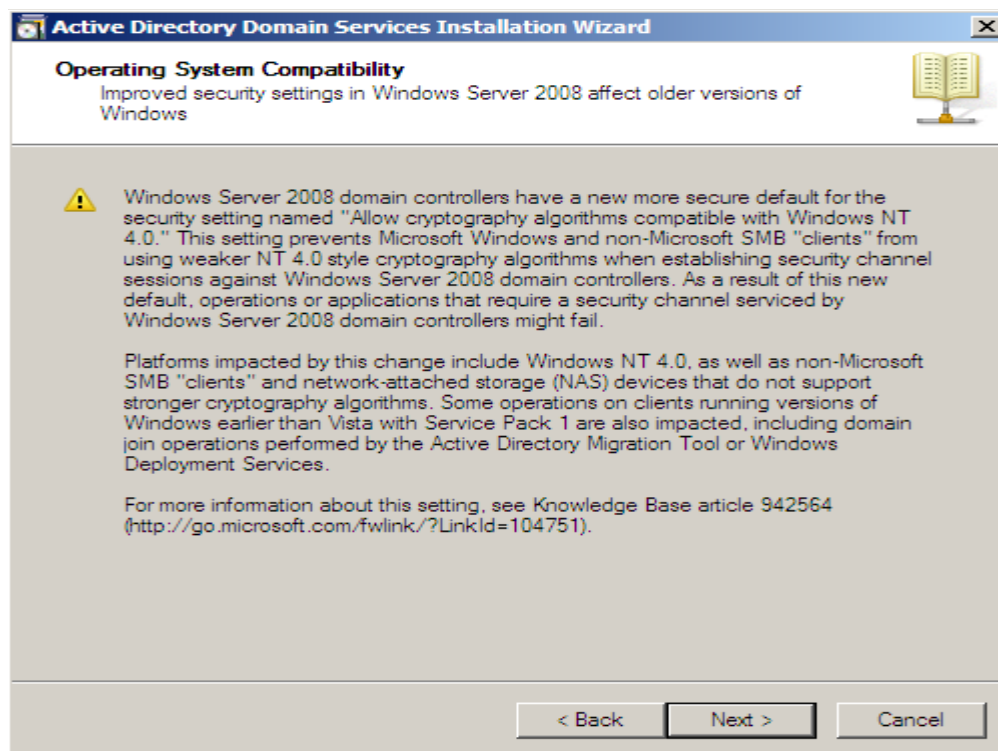 Active Directory Domain Services Installation Wizard
Operating System Compatibility
Improved security settings in Windows Server 2008 affect older versions of
Windows
Windows Server 2008 domain controllers have a new more secure default for the
security setting named "Allow cryptography algorithms compatible with Windows NT
4.0." This setting prevents Microsoft Windows and non-Microsoft SMB "clients" from
using weaker NT 4.0 style cryptography algorithms when establishing security channel
sessions against Windows Server 2008 domain controllers. As a result of this new
default, operations or applications that require a security channel serviced by
Windows Server 2008 domain controllers might fail.
Platforms impacted by this change include Windows NT 4.0, as well as non-Microsoft
SMB "clients" and network-attached storage (NAS) devices that do not support
stronger cryptography algorithms. Some operations on clients running versions of
Windows earlier than Vista with Service Pack 1 are also impacted, including domain
join operations performed by the Active Directory Migration Tool or Windows
Deployment Services.
For more information about this setting, see Knowledge Base article 942564
(http://go.microsoft.com/fwlink/?LinkId=104751).
< Back Next > Cancel